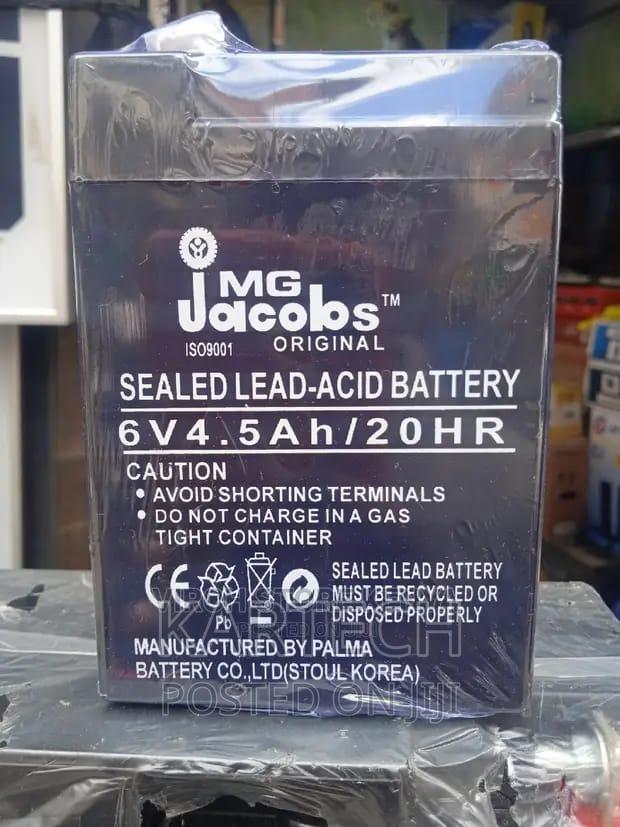 MG
Jacobs™
ISO9001 ORIGINAL
SEALED LEAD-ACID BATTERY
6V4.5Ah/20HR
CAUTION
• AVOID SHORTING TERMINALS
• DO NOT CHARGE IN A GAS
TIGHT CONTAINER
CE
Pb
SEALED LEAD BATTERY
MUST BE RECYCLED OR
DISPOSED PROPERLY
KARTECH
MANUFACTURED BY PALMA
BATTERY CO.,LTD(STOUL KOREA)
POSTED ON JIJI